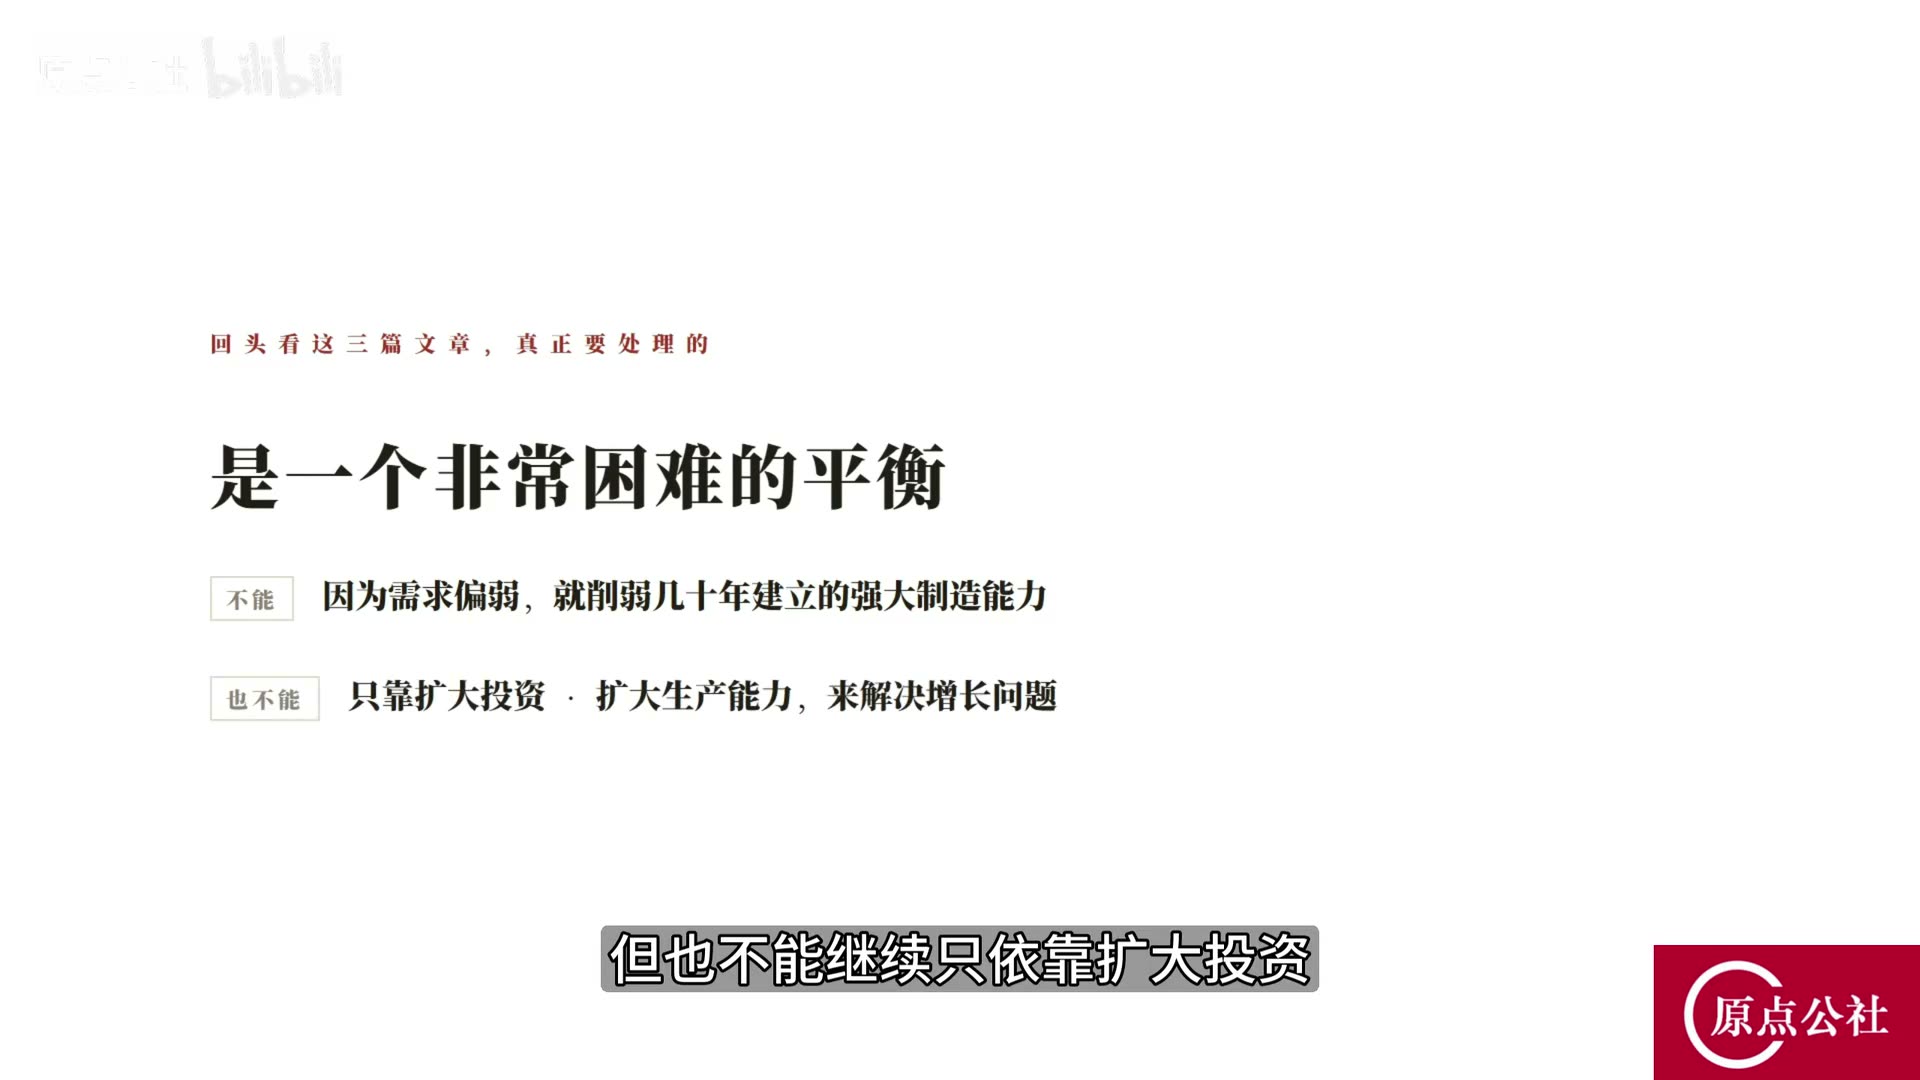 bilibili
回头看这三篇文章，真正要处理的
是一个非常困难的平衡
不能 因为需求偏弱，就削弱几十年建立的强大制造能力
也不能 只靠扩大投资 · 扩大生产能力，来解决增长问题
但也不能继续只依靠扩大投资
原点公社